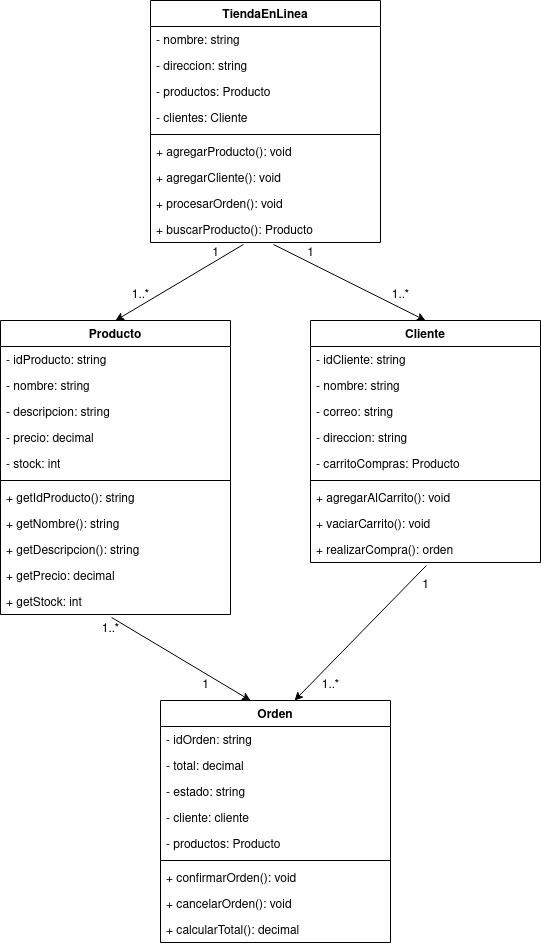 TiendaEnLinea
- nombre: string
- direccion: string
- productos: Producto
- clientes: Cliente
+ agregarProducto(): void
+ agregarCliente(): void
+ procesarOrden(): void
+ buscarProducto(): Producto
1
1
1..*
1..*
Producto
- idProducto: string
- nombre: string
- descripcion: string
- precio: decimal
- stock: int
+ getIdProducto(): string
+ getNombre(): string
+ getDescripcion(): string
+ getPrecio: decimal
+ getStock: int
Cliente
- idCliente: string
- nombre: string
- correo: string
- direccion: string
- carritoCompras: Producto
+ agregarAlCarrito(): void
+ vaciarCarrito(): void
+ realizarCompra(): orden
1..*
1
1
1..*
Orden
- idOrden: string
- total: decimal
- estado: string
- cliente: cliente
- productos: Producto
+ confirmarOrden(): void
+ cancelarOrden(): void
+ calcularTotal(): decimal